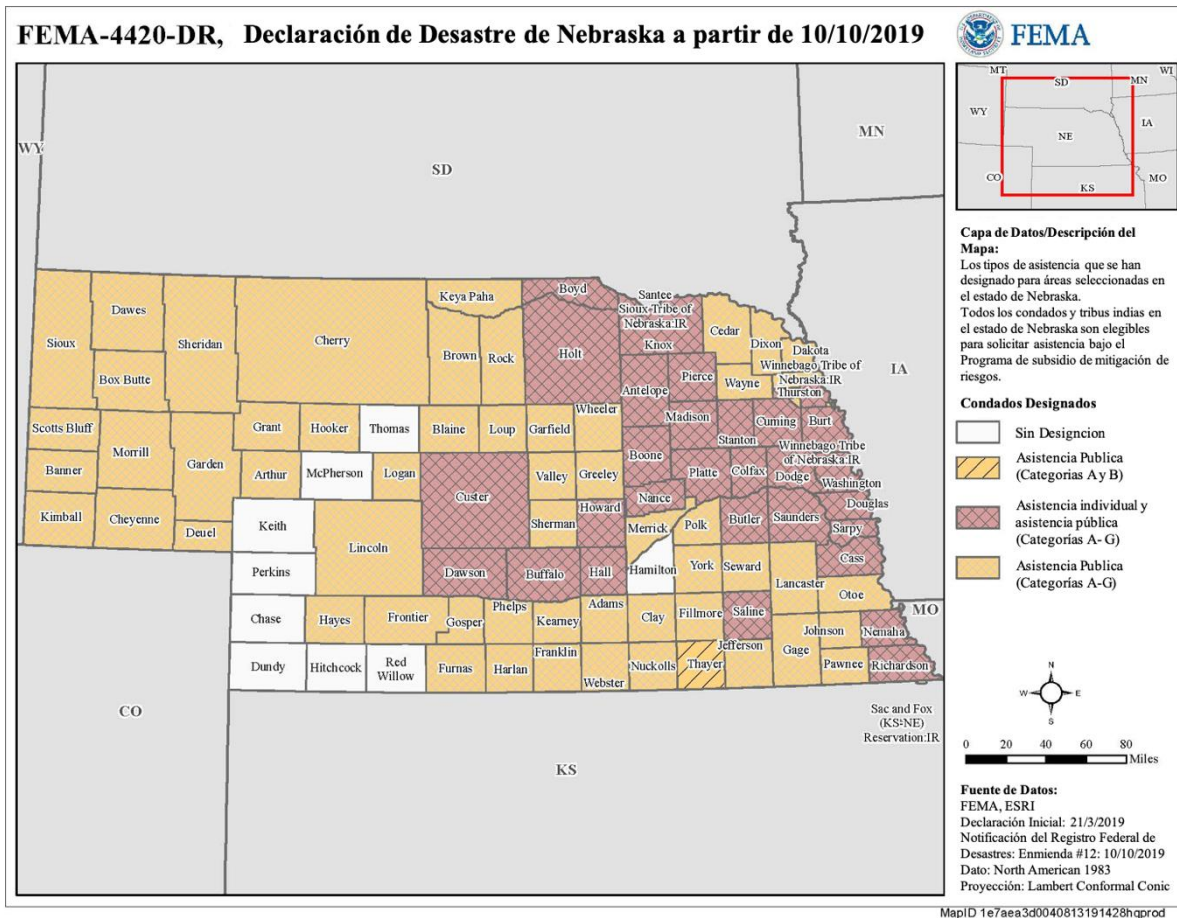 FEMA-4420-DR, Declaración de Desastre de Nebraska a partir de 10/10/2019
FEMA
MT
SD
MN
WI
WY
NE
IA
CO
KS
MO
WY
SD
MN
IA
MO
CO
KS
Sioux
Dawes
Box Butte
Sheridan
Cherry
Keya Paha
Brown
Rock
Boyd
Holt
Santee
Sioux Tribe of
Nebraska:IR
Knox
Cedar
Dixon
Dakota
Winnebago Tribe of
Nebraska:IR
Thurston
Antelope
Pierce
Wayne
Scotts Bluff
Banner
Kimball
Morrill
Cheyenne
Garden
Deuel
Grant
Hooker
Thomas
Blaine
Loup
Garfield
Wheeler
Madison
Stanton
Cuming
Burt
Winnebago Tribe
of Nebraska:IR
Arthur
McPherson
Logan
Custer
Valley
Greeley
Boone
Platte
Colfax
Dodge
Washington
Douglas
Sarpy
Cass
Nance
Howard
Sherman
Merrick
Polk
Butler
Saunders
Keith
Lincoln
Perkins
Dawson
Buffalo
Hall
Hamilton
York
Seward
Lancaster
Otoe
Chase
Hayes
Frontier
Gosper
Phelps
Kearney
Adams
Clay
Fillmore
Saline
Johnson
Nemaha
Dundy
Hitchcock
Red
Willow
Furnas
Harlan
Franklin
Webster
Nuckolls
Thayer
Jefferson
Gage
Pawnee
Richardson
Sac and Fox
(KS-NE)
Reservation:IR
Capa de Datos/Descripción del
Mapa:
Los tipos de asistencia que se han
designado para áreas seleccionadas en
el estado de Nebraska.
Todos los condados y tribus indias en
el estado de Nebraska son elegibles
para solicitar asistencia bajo el
Programa de subsidio de mitigación de
riesgos.
Condados Designados
Sin Designcion
Asistencia Publica
(Categorias A y B)
Asistencia individual y
asistencia pública
(Categorías A- G)
Asistencia Publica
(Categorías A-G)
N
W
E
S
0 20 40 60 80
Miles
Fuente de Datos:
FEMA, ESRI
Declaración Inicial: 21/3/2019
Notificación del Registro Federal de
Desastres: Enmienda #12: 10/10/2019
Dato: North American 1983
Proyección: Lambert Conformal Conic
MapID 1e7aea3d0040813191428hqprod